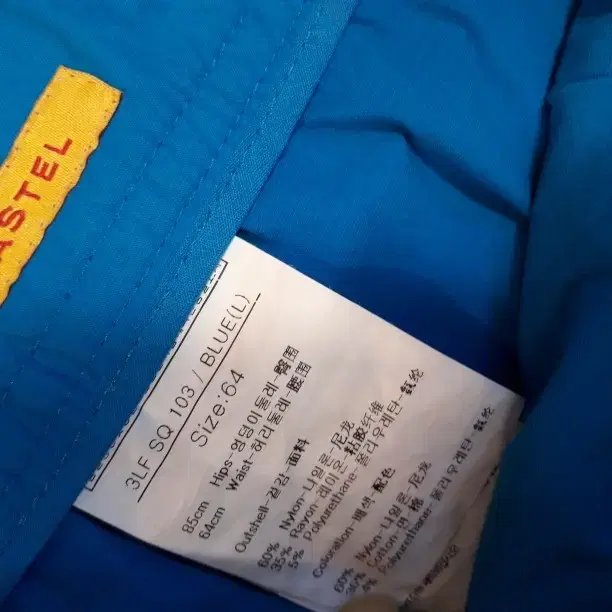 ASTEL
3LF SQ 103 / BLUE(L)
Size:64
85cm Hips-엉덩이둘레-臀围
64cm Waist-허리둘레-腰围
Outshell-겉감-面料
60% Nylon-나일론-尼龙
35% Rayon-레이온-粘胶纤维
5% Polyurethane-폴리우레탄-氨纶
Coloration-배색-配色
60% Nylon-나일론-尼龙
Cotton-면-棉
Polyurethane-폴리우레탄-氨纶